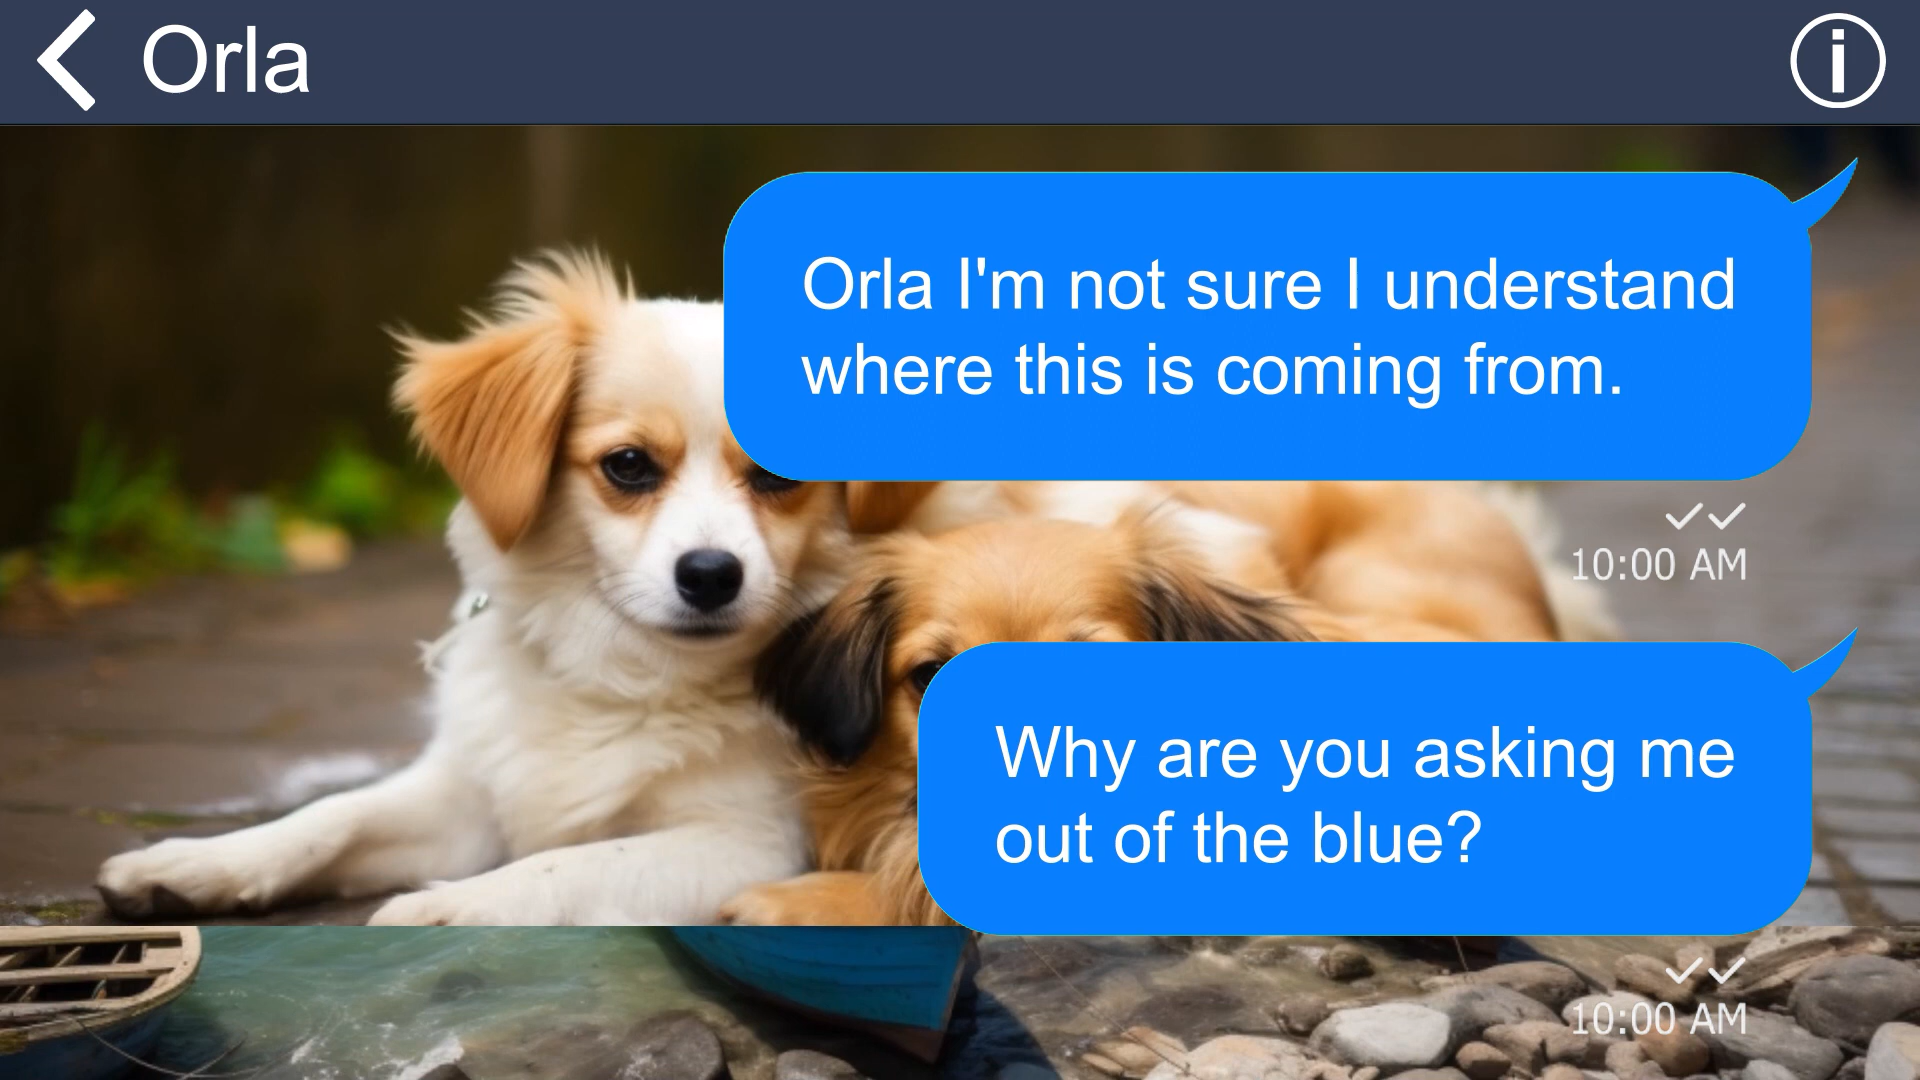 Orla
Orla I'm not sure I understand
where this is coming from.
10:00 AM
Why are you asking me
out of the blue?
10:00 AM